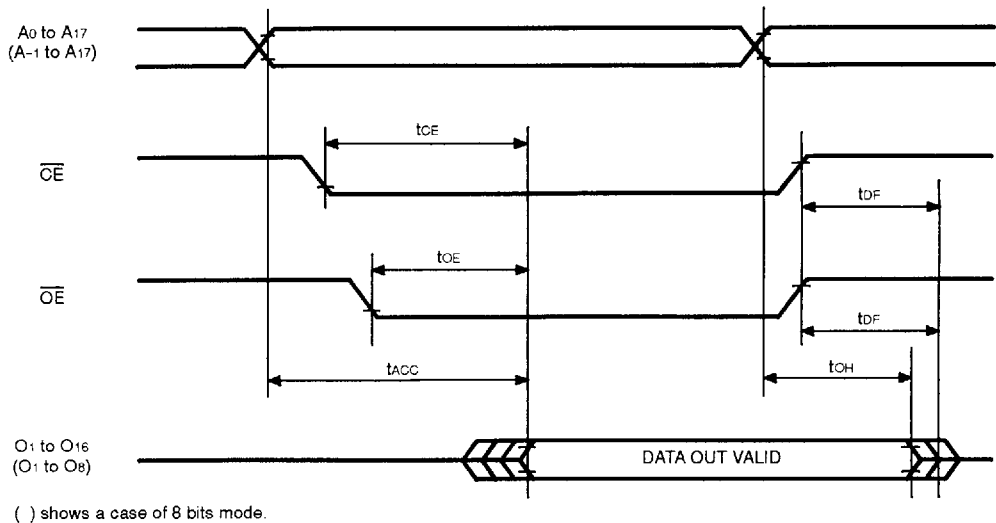 A0 to A17
(A-1 to A17)
tCE
CE
tDF
tOE
OE
tDF
tACC
tOH
O1 to O16
(O1 to O8)
DATA OUT VALID
( ) shows a case of 8 bits mode.